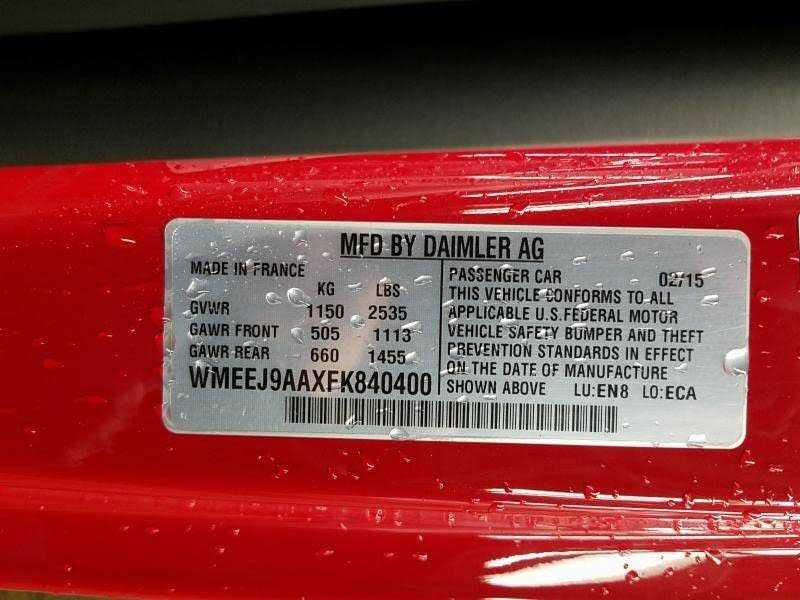 MFD BY DAIMLER AG
MADE IN FRANCE
KG LBS
GVWR 1150 2535
GAWR FRONT 505 1113
GAWR REAR 660 1455
WMEEJ9AAXFK840400
PASSENGER CAR 02/15
THIS VEHICLE CONFORMS TO ALL
APPLICABLE U.S.FEDERAL MOTOR
VEHICLE SAFETY BUMPER AND THEFT
PREVENTION STANDARDS IN EFFECT
ON THE DATE OF MANUFACTURE
SHOWN ABOVE LU:EN8 LO:ECA